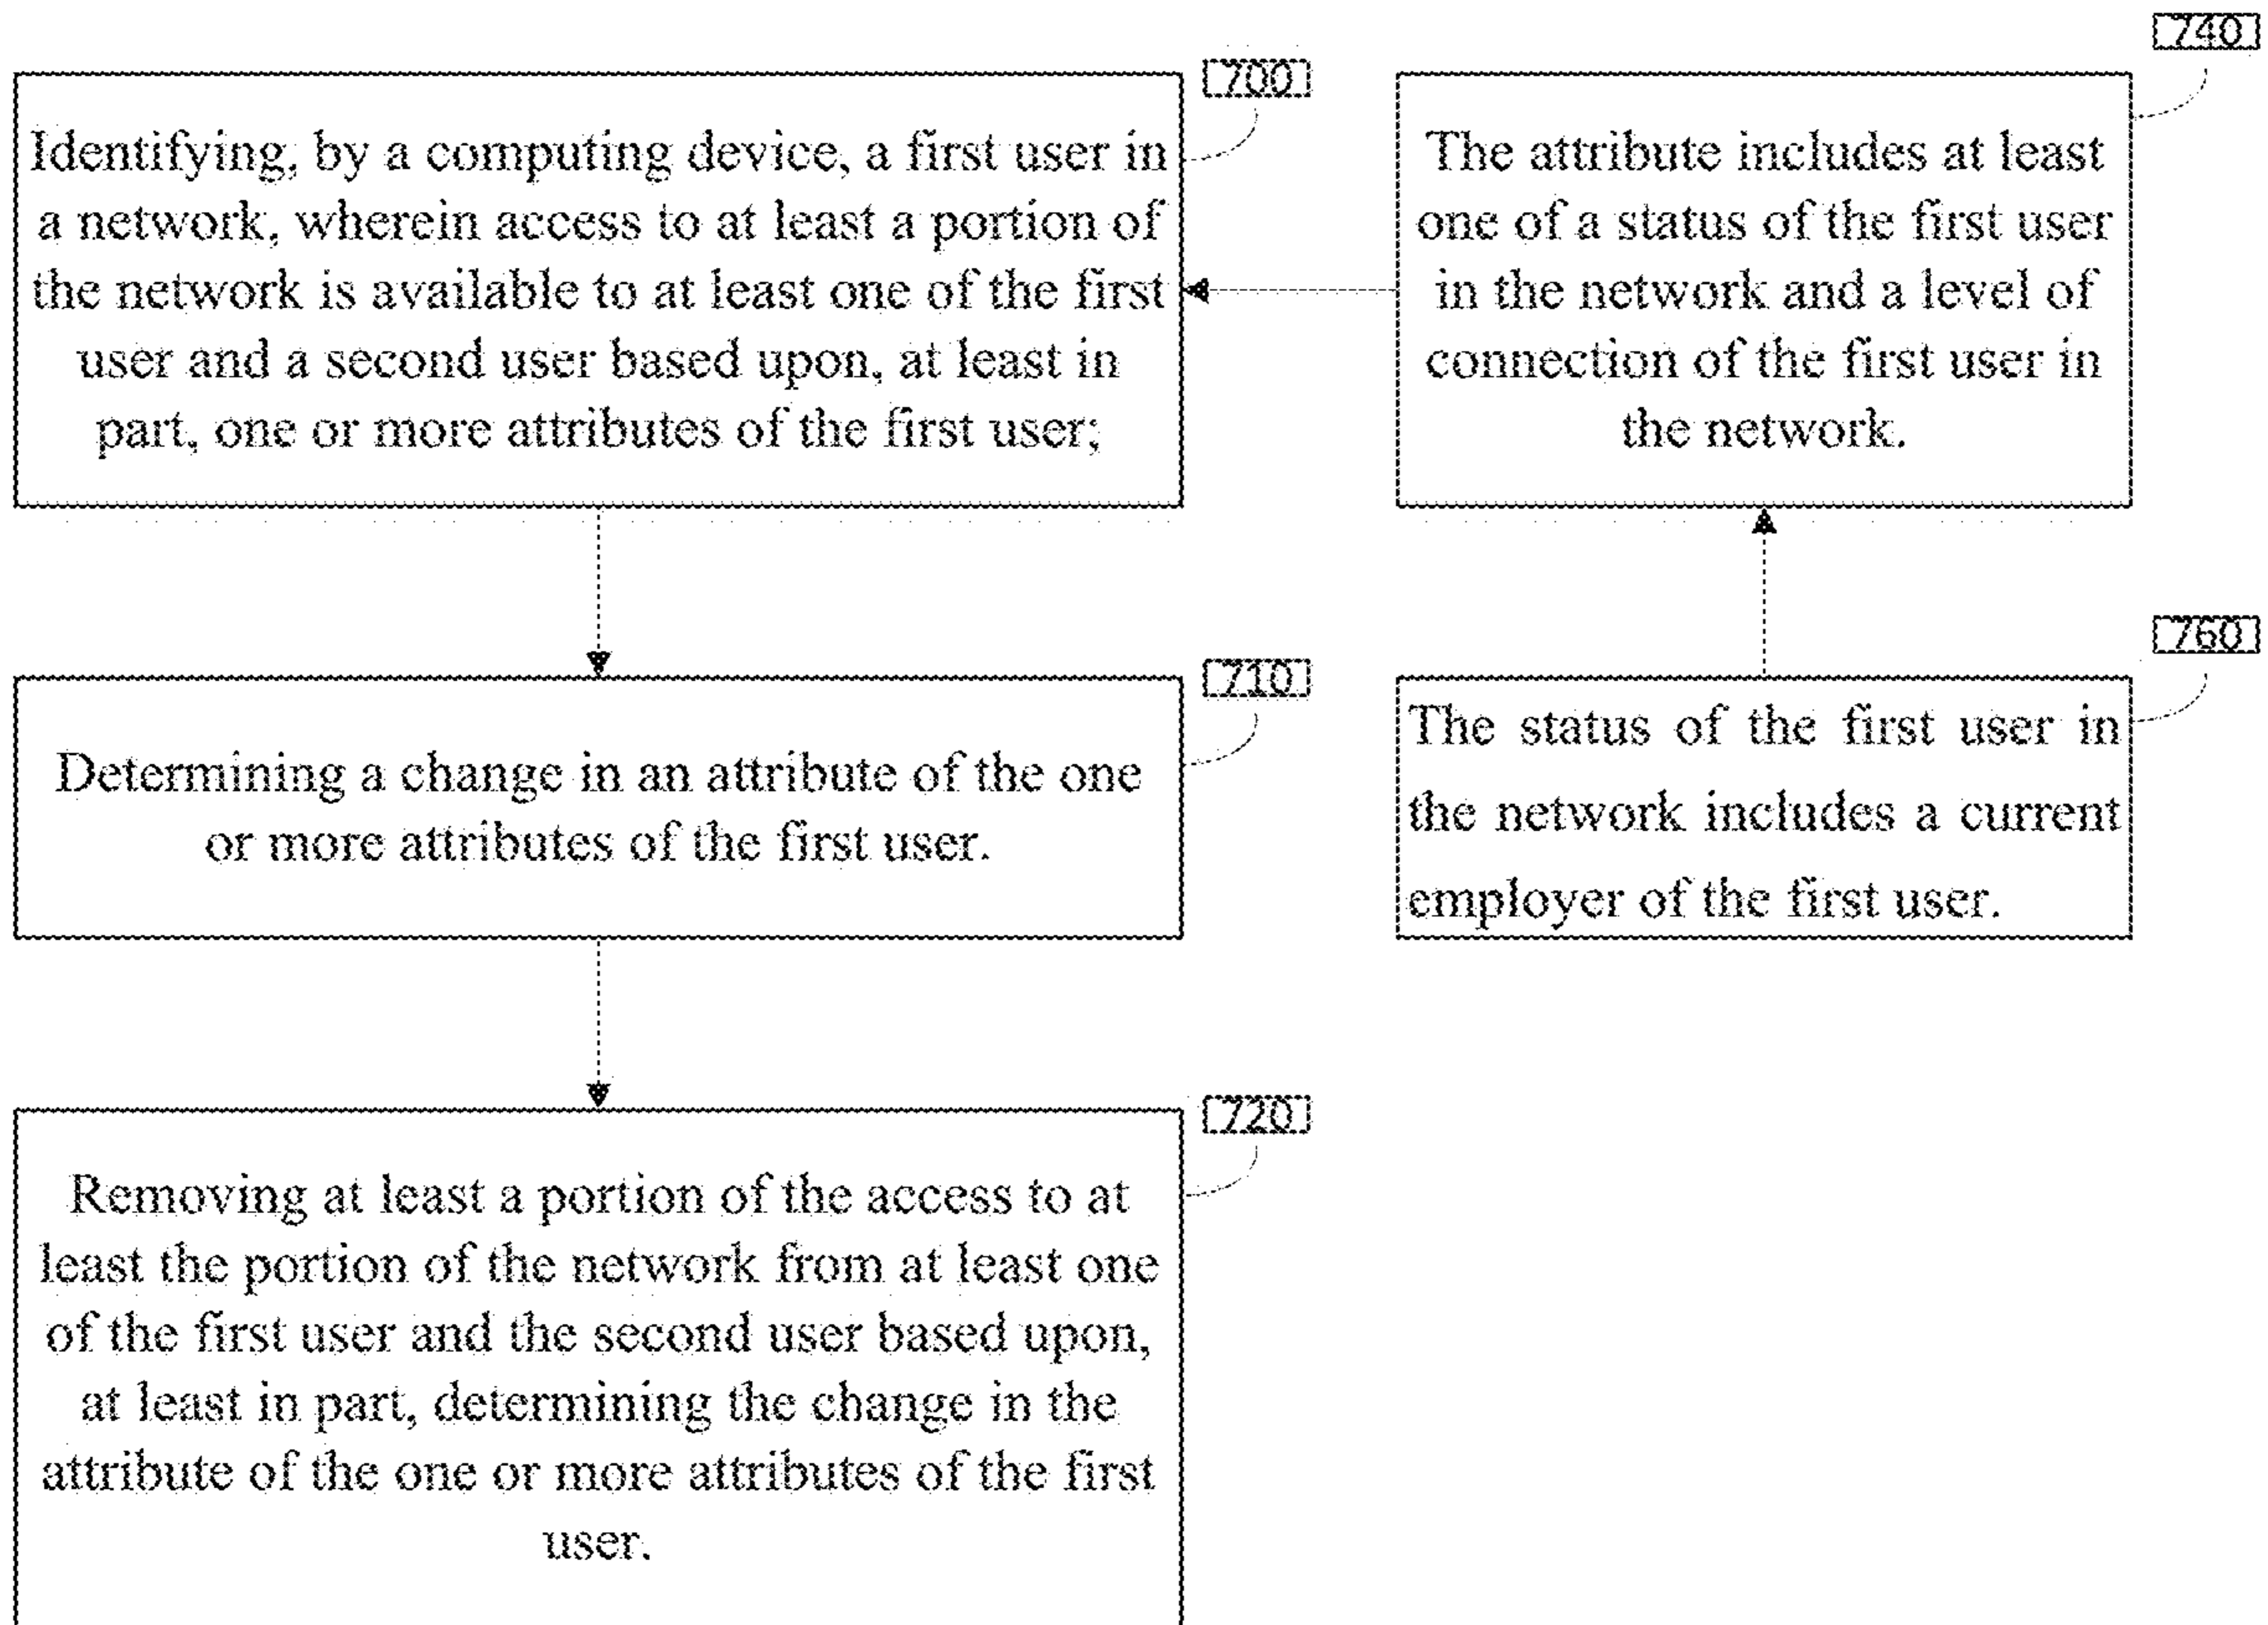 700
Identifying, by a computing device, a first user in
a network, wherein access to at least a portion of
the network is available to at least one of the first
user and a second user based upon, at least in
part, one or more attributes of the first user;
740
The attribute includes at least
one of a status of the first user
in the network and a level of
connection of the first user in
the network.
710
Determining a change in an attribute of the one
or more attributes of the first user.
760
The status of the first user in
the network includes a current
employer of the first user.
720
Removing at least a portion of the access to at
least the portion of the network from at least one
of the first user and the second user based upon,
at least in part, determining the change in the
attribute of the one or more attributes of the first
user.